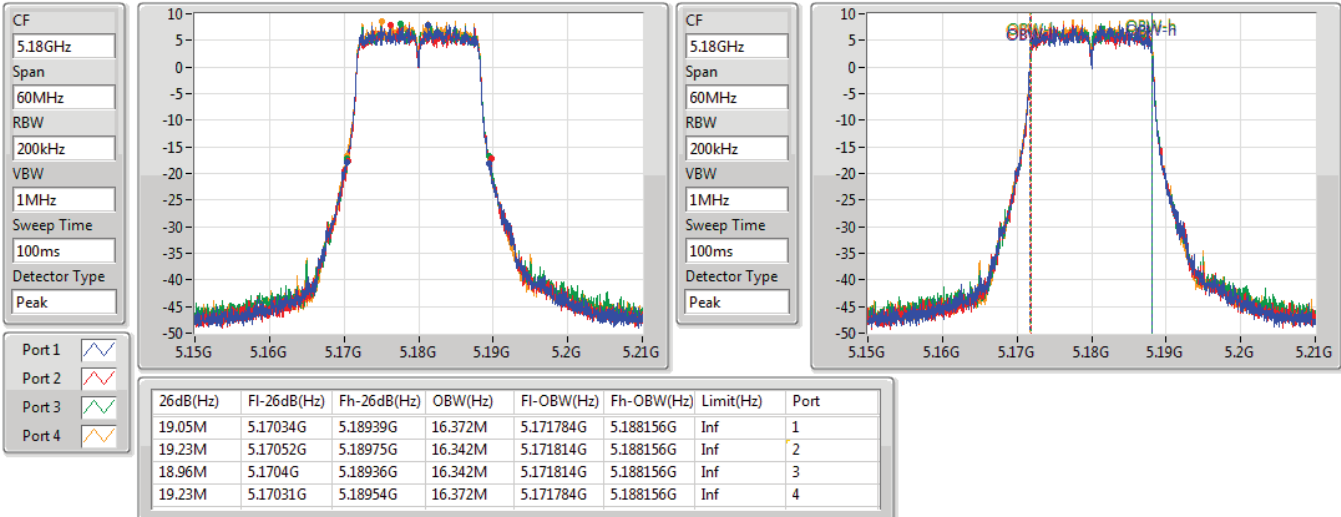 CF
5.18GHz
Span
60MHz
RBW
200kHz
VBW
1MHz
Sweep Time
100ms
Detector Type
Peak
10
5
0
-5
-10
-15
-20
-25
-30
-35
-40
-45
-50
5.15G 5.16G 5.17G 5.18G 5.19G 5.2G 5.21G
CF
5.18GHz
Span
60MHz
RBW
200kHz
VBW
1MHz
Sweep Time
100ms
Detector Type
Peak
OBW-h
10
5
0
-5
-10
-15
-20
-25
-30
-35
-40
-45
-50
5.15G 5.16G 5.17G 5.18G 5.19G 5.2G 5.21G
Port 1
Port 2
Port 3
Port 4
26dB(Hz) Fl-26dB(Hz) Fh-26dB(Hz) OBW(Hz) Fl-OBW(Hz) Fh-OBW(Hz) Limit(Hz) Port
19.05M 5.17034G 5.18939G 16.372M 5.171784G 5.188156G Inf 1
19.23M 5.17052G 5.18975G 16.342M 5.171814G 5.188156G Inf 2
18.96M 5.1704G 5.18936G 16.342M 5.171814G 5.188156G Inf 3
19.23M 5.17031G 5.18954G 16.372M 5.171784G 5.188156G Inf 4